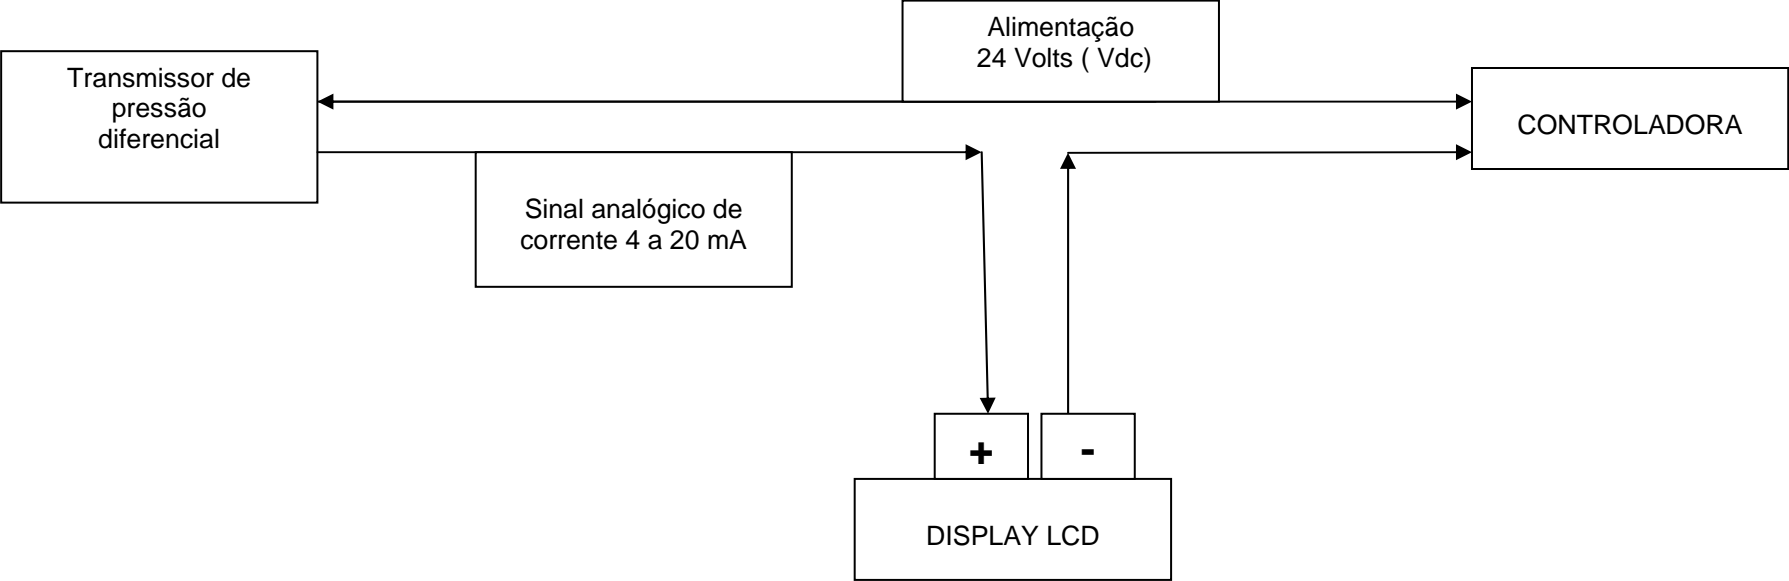 Alimentação
24 Volts ( Vdc)
Transmissor de
pressão
diferencial
CONTROLADORA
Sinal analógico de
corrente 4 a 20 mA
+
-
DISPLAY LCD